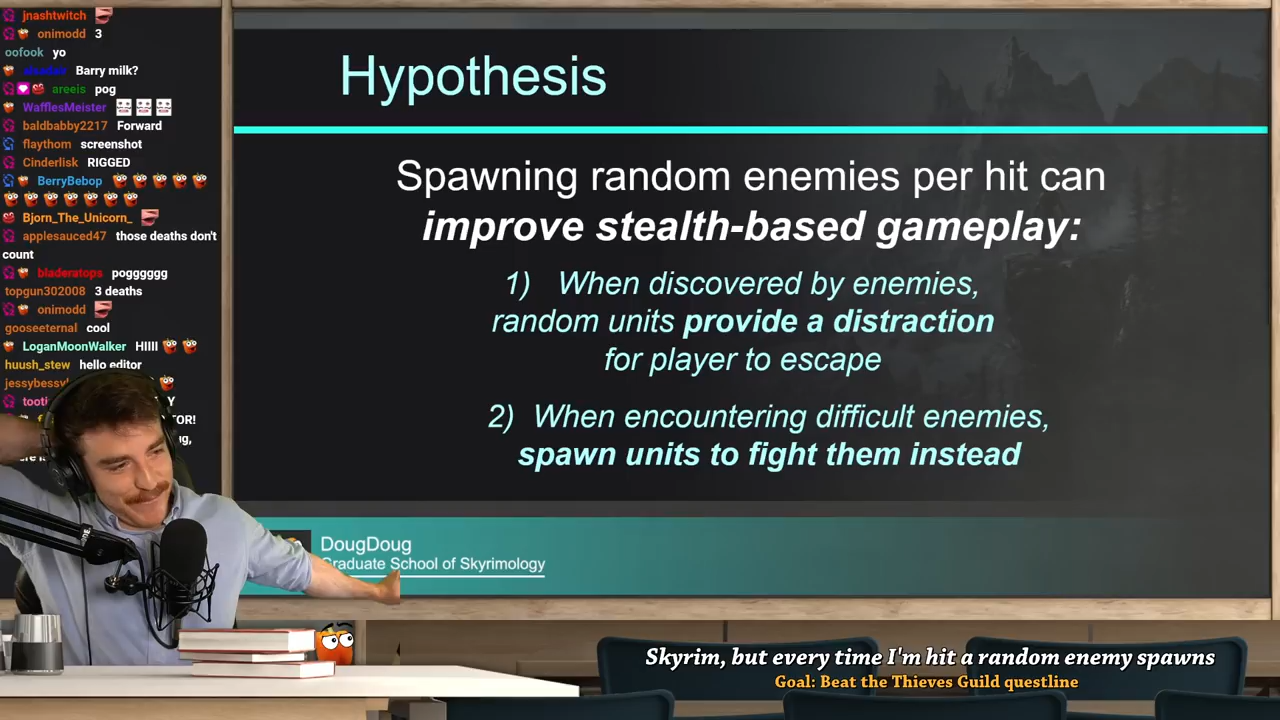 jnashtwitch
onimodd 3
oofook yo
Barry milk?
areeis pog
WafflesMeister
baldbabby2217 Forward
flaythom screenshot
Cinderlisk RIGGED
BerryBebop
Bjorn_The_Unicorn_
applesauced47 those deaths don't
count
bladeratops pogggggg
topgun302008 3 deaths
onimodd
gooseeternal cool
LoganMoonWalker HIIII
huush_stew hello editor
Hypothesis
Spawning random enemies per hit can
improve stealth-based gameplay:
1) When discovered by enemies,
random units provide a distraction
for player to escape
2) When encountering difficult enemies,
spawn units to fight them instead
DougDoug
Graduate School of Skyrimology
Skyrim, but every time I'm hit a random enemy spawns
Goal: Beat the Thieves Guild questline